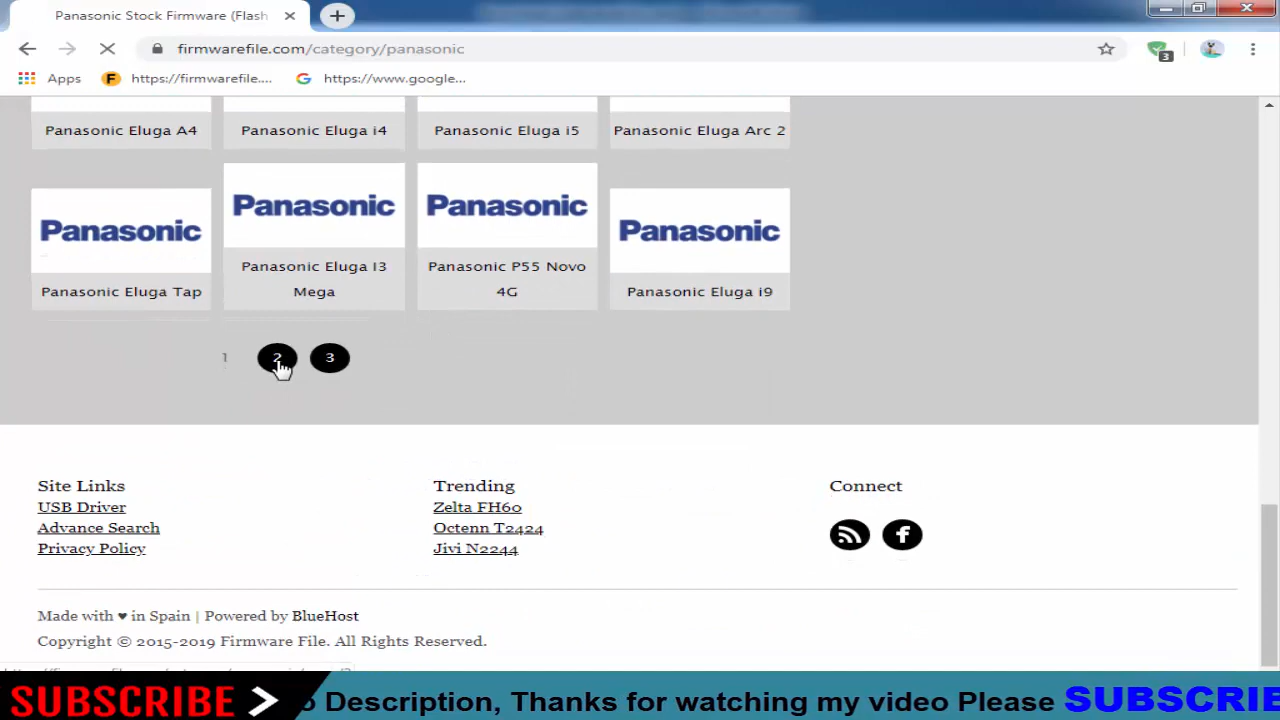 Panasonic Stock Firmware (Flash
firmwarefile.com/category/panasonic
3
Apps
https://firmwarefile....
https://www.google...
Panasonic Eluga A4
Panasonic Eluga i4
Panasonic Eluga i5
Panasonic Eluga Arc 2
Panasonic
Panasonic
Panasonic
Panasonic
Panasonic Eluga Tap
Panasonic Eluga I3
Mega
Panasonic P55 Novo
4G
Panasonic Eluga i9
1
2
3
Site Links
USB Driver
Advance Search
Privacy Policy
Trending
Zelta FH60
Octenn T2424
Jivi N2244
Connect
Made with ♥ in Spain | Powered by BlueHost
Copyright © 2015-2019 Firmware File. All Rights Reserved.
SUBSCRIBE
o Description, Thanks for watching my video Please SUBSCRIE